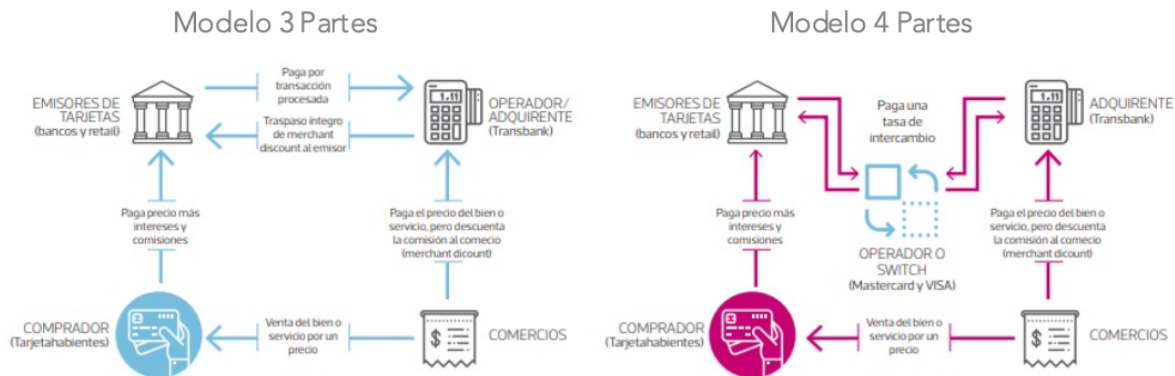 Modelo 3 Partes
EMISORES DE
TARJETAS
(bancos y retail)
Paga por
transacción
procesada
Traspaso íntegro
de merchant
discount al emisor
1,11
OPERADOR/
ADQUIRENTE
(Transbank)
Paga precio más
intereses y
comisiones
Paga el precio del bien o
servicio, pero descuenta
la comisión al comecio
(merchant dicount)
COMPRADOR
(Tarjetahabientes)
Venta del bien o
servicio por un
precio
$
COMERCIOS
Modelo 4 Partes
EMISORES DE
TARJETAS
(bancos y retail)
Paga una
tasa de
intercambio
1,11
ADQUIRENTE
(Transbank)
Paga precio más
intereses y
comisiones
OPERADOR O
SWITCH
(Mastercard y VISA)
Paga el precio del bien o
servicio, pero descuenta
la comisión al comecio
(merchant dicount)
COMPRADOR
(Tarjetahabientes)
Venta del bien o
servicio por un
precio
$
COMERCIOS